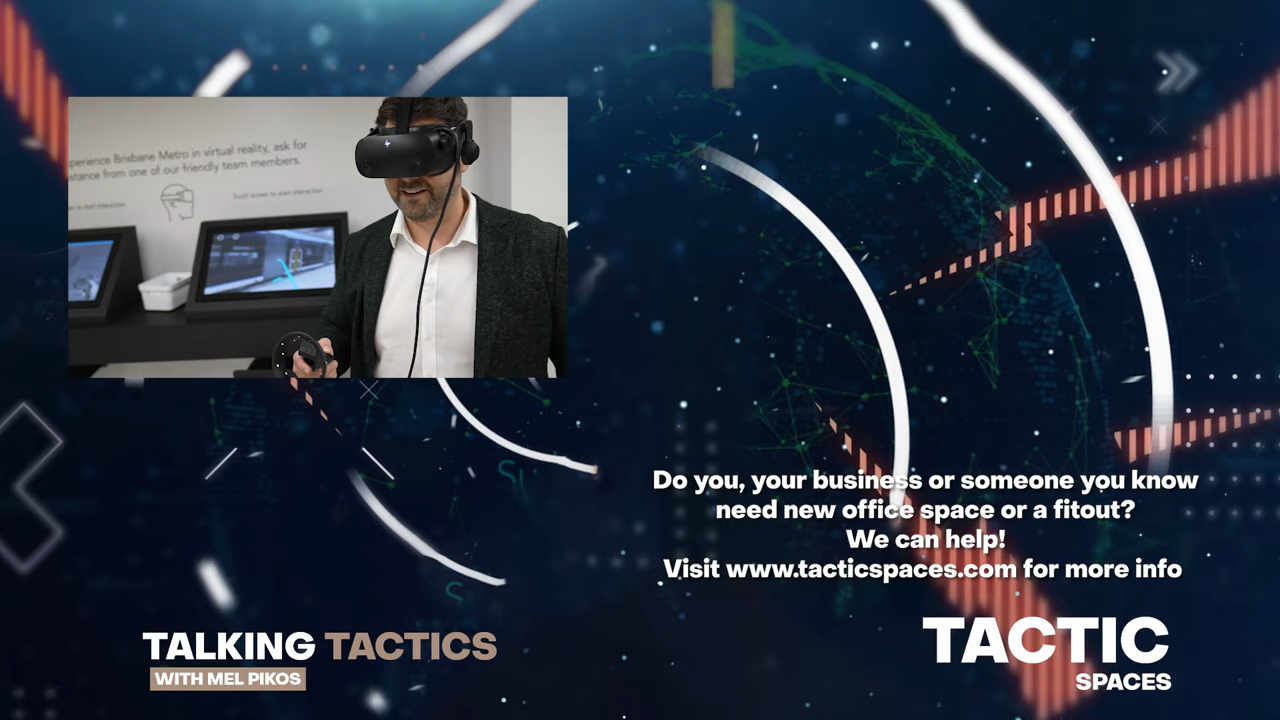 perience Brisbane Metro in virtual reality, ask for
stance from one of our friendly team members.
Touch screen to start interaction
Do you, your business or someone you know
need new office space or a fitout?
We can help!
Visit www.tacticspaces.com for more info
TALKING TACTICS
WITH MEL PIKOS
TACTIC
SPACES